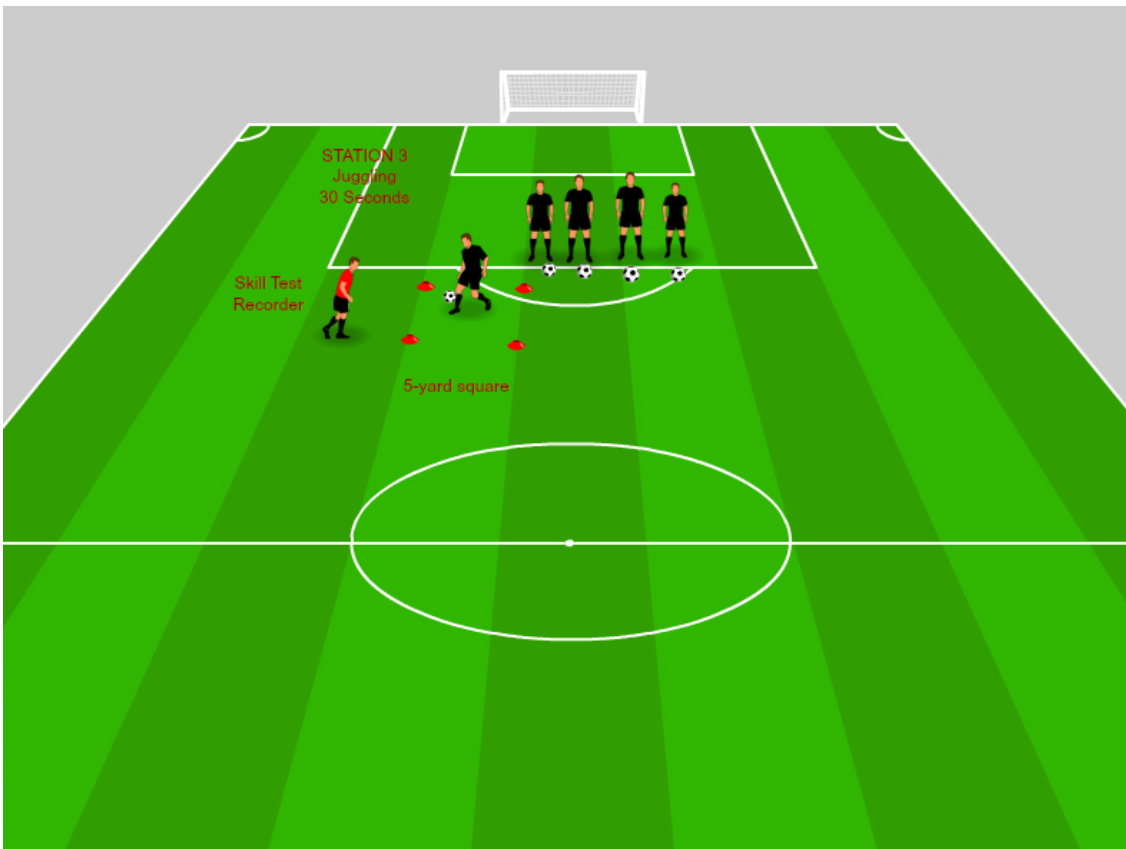 STATION 3
Juggling
30 Seconds
Skill Test
Recorder
5-yard square